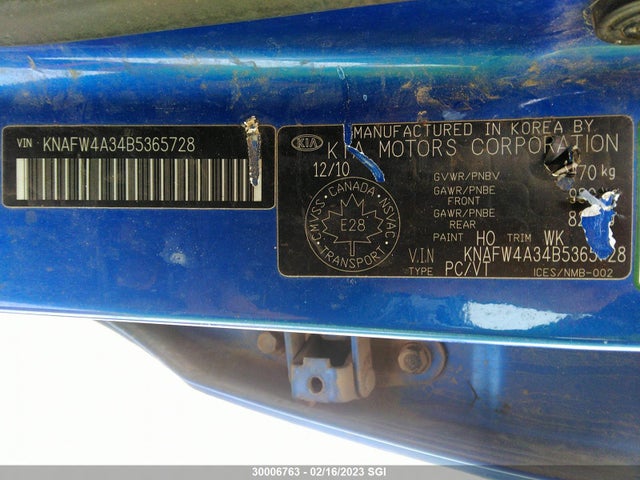 VIN KNAFW4A34B5365728
KIA
MANUFACTURED IN KOREA BY
KIA MOTORS CORPORATION
12/10
GVWR/PNBV
70 kg
GAWR/PNBE
FRONT
GAWR/PNBE
REAR
CMVSS · CANADA · NSVAC
E28
TRANSPORT
PAINT HO TRIM WK
V.I.N KNAFW4A34B5365728
TYPE PC/VT
ICES/NMB-002
30006763 - 02/16/2023 SGI